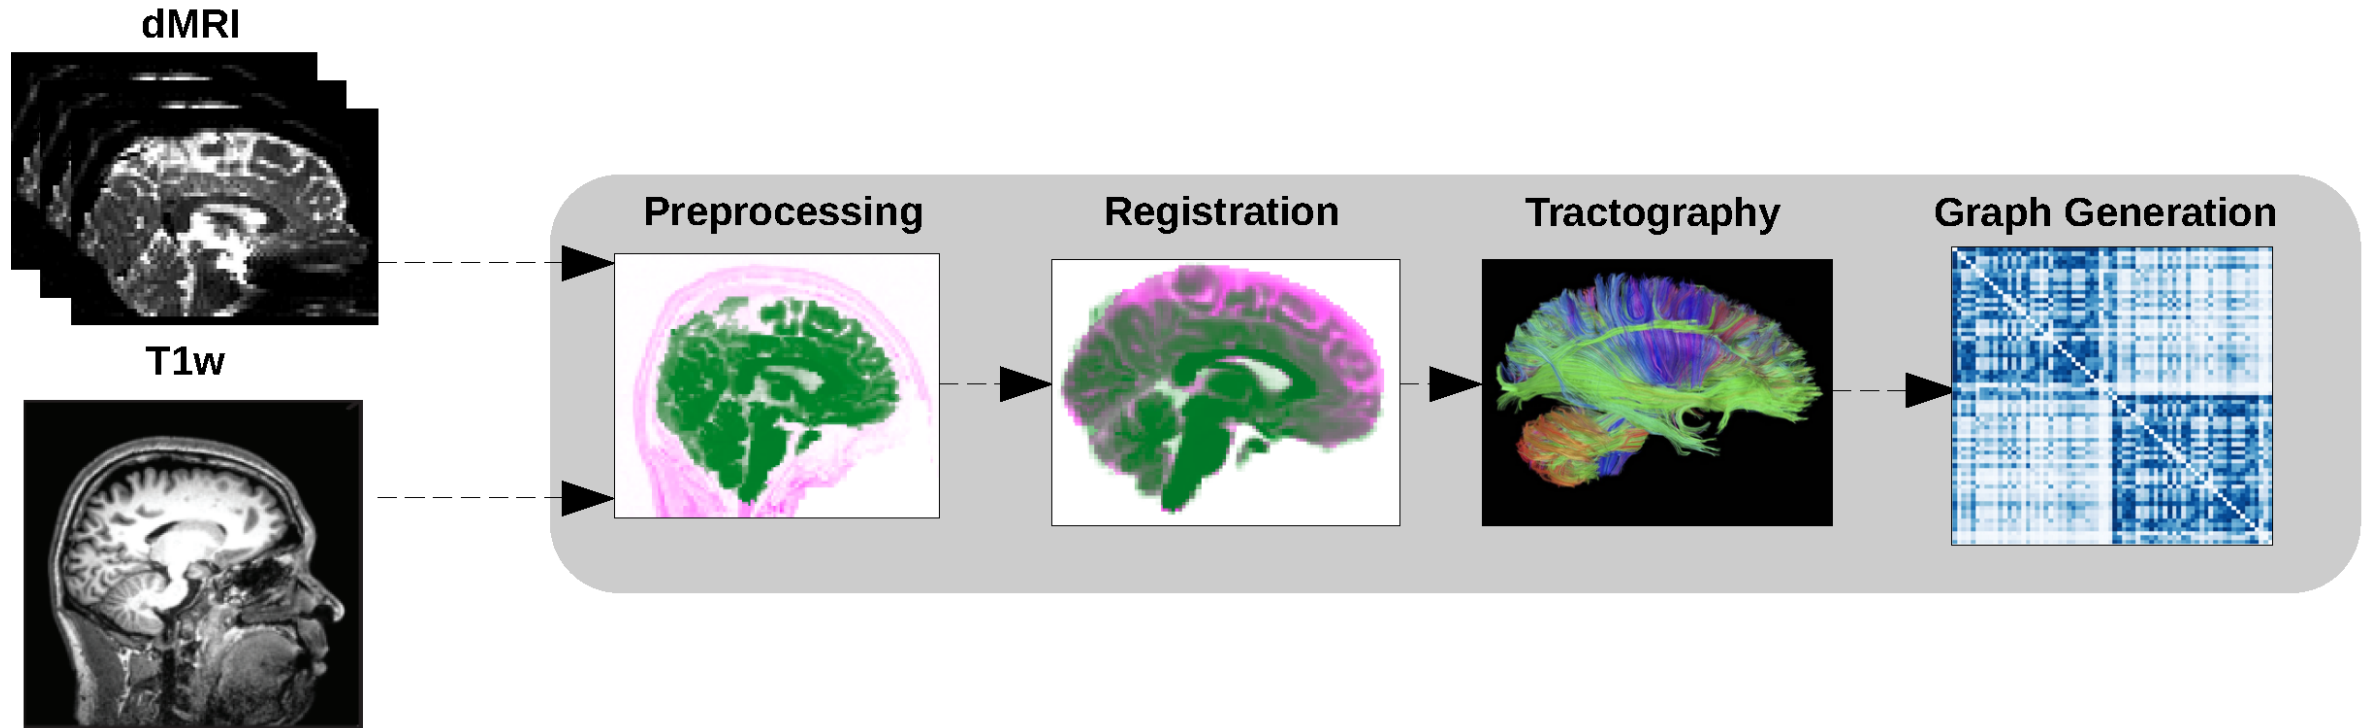 dMRI
T1w
Preprocessing
Registration
Tractography
Graph Generation